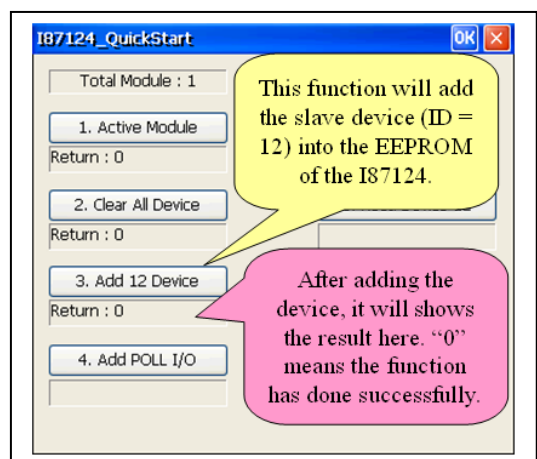 I87124_QuickStart
OK
Total Module : 1
1. Active Module
Return : 0
2. Clear All Device
Return : 0
3. Add 12 Device
Return : 0
4. Add POLL I/O
This function will add
the slave device (ID =
12) into the EEPROM
of the I87124.
After adding the
device, it will shows
the result here. “0”
means the function
has done successfully.